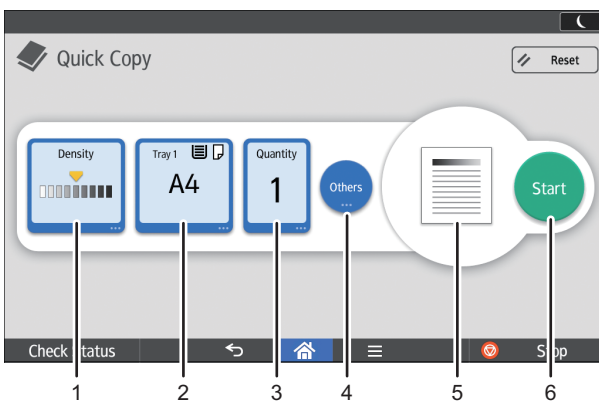 Quick Copy
Reset
Density
Tray 1
A4
Quantity
1
Others
Start
Check Status
Stop
1 2 3 4 5 6